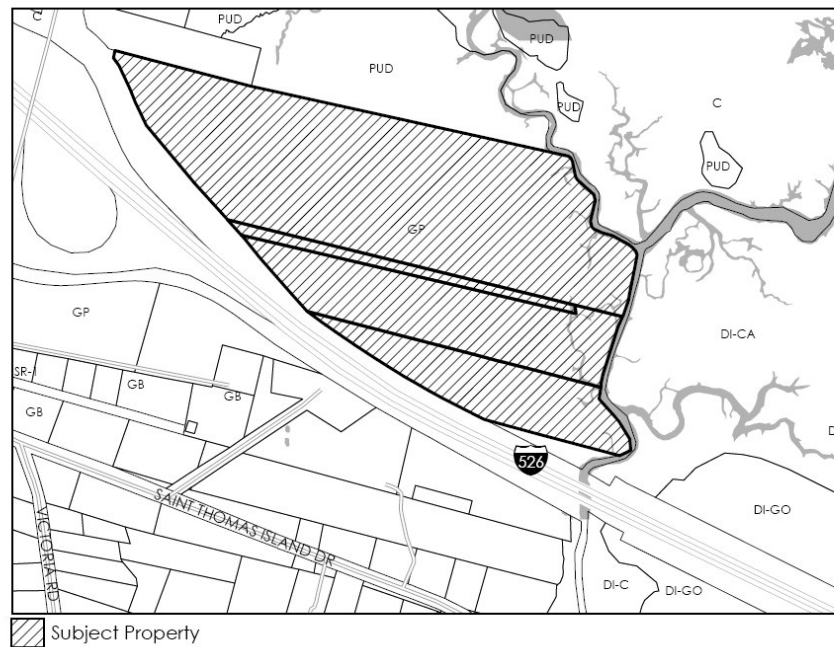 PUD
C
PUD
PUD
PUD
C
PUD
GP
DI-CA
GP
SR-1
GB
GB
GB
526
D
DI-GO
SAINT THOMAS ISLAND DR
VICTORIA RD
DI-C
DI-GO
Subject Property